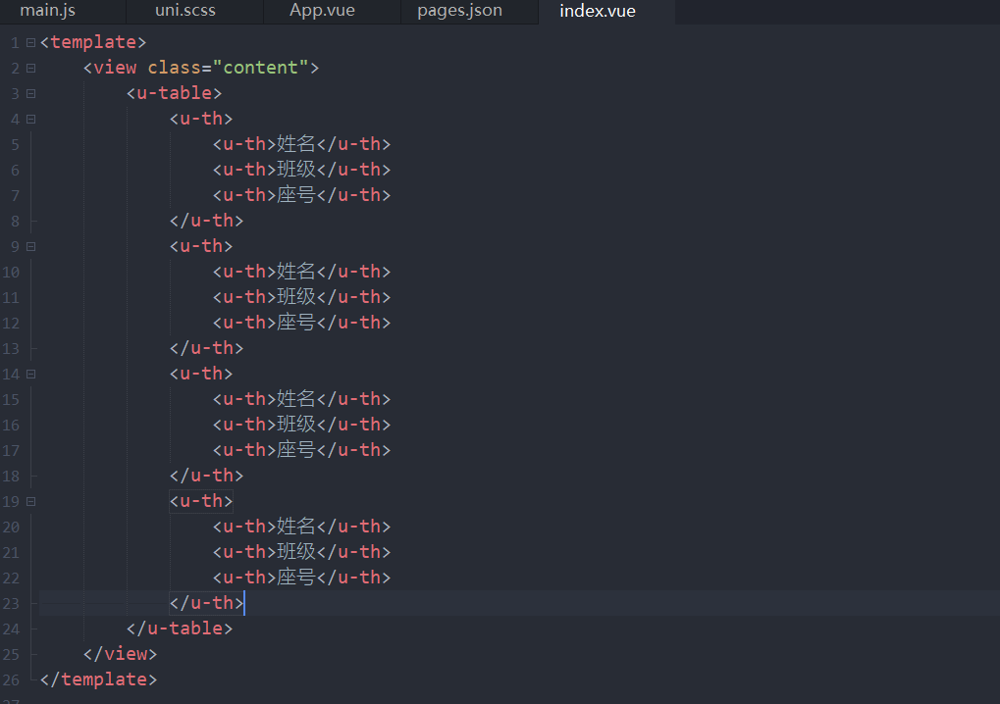 main.js uni.scss App.vue pages.json index.vue
1 <template>
2 <view class="content">
3 <u-table>
4 <u-th>
5 <u-th>姓名</u-th>
6 <u-th>班级</u-th>
7 <u-th>座号</u-th>
8 </u-th>
9 <u-th>
10 <u-th>姓名</u-th>
11 <u-th>班级</u-th>
12 <u-th>座号</u-th>
13 </u-th>
14 <u-th>
15 <u-th>姓名</u-th>
16 <u-th>班级</u-th>
17 <u-th>座号</u-th>
18 </u-th>
19 <u-th>
20 <u-th>姓名</u-th>
21 <u-th>班级</u-th>
22 <u-th>座号</u-th>
23 </u-th>
24 </u-table>
25 </view>
26 </template>